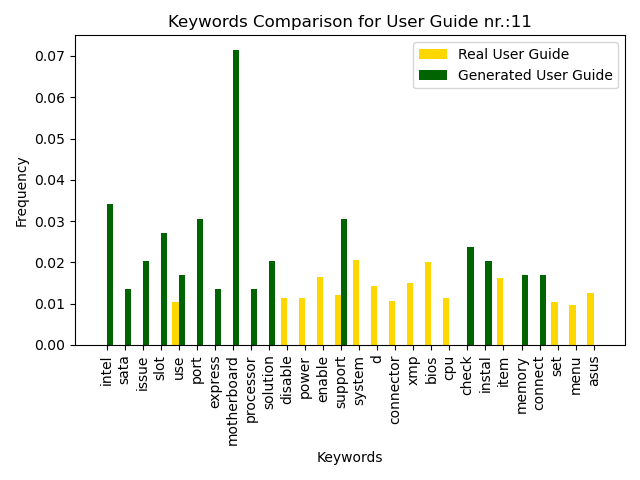 Keywords Comparison for User Guide nr.:11
Real User Guide
Generated User Guide
Frequency
0.07
0.06
0.05
0.04
0.03
0.02
0.01
0.00
intel
sata
issue
slot
use
port
express
motherboard
processor
solution
disable
power
enable
support
system
d
connector
xmp
bios
cpu
check
instal
item
memory
connect
set
menu
asus
Keywords